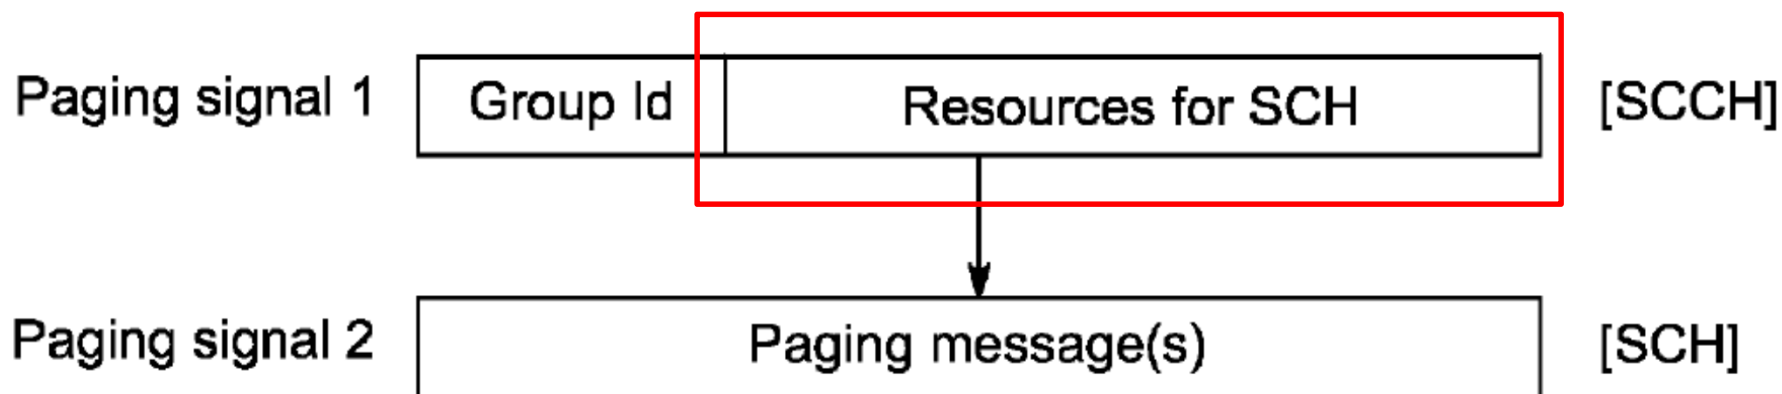 Paging signal 1 Group Id Resources for SCH [SCCH]
Paging signal 2 Paging message(s) [SCH]